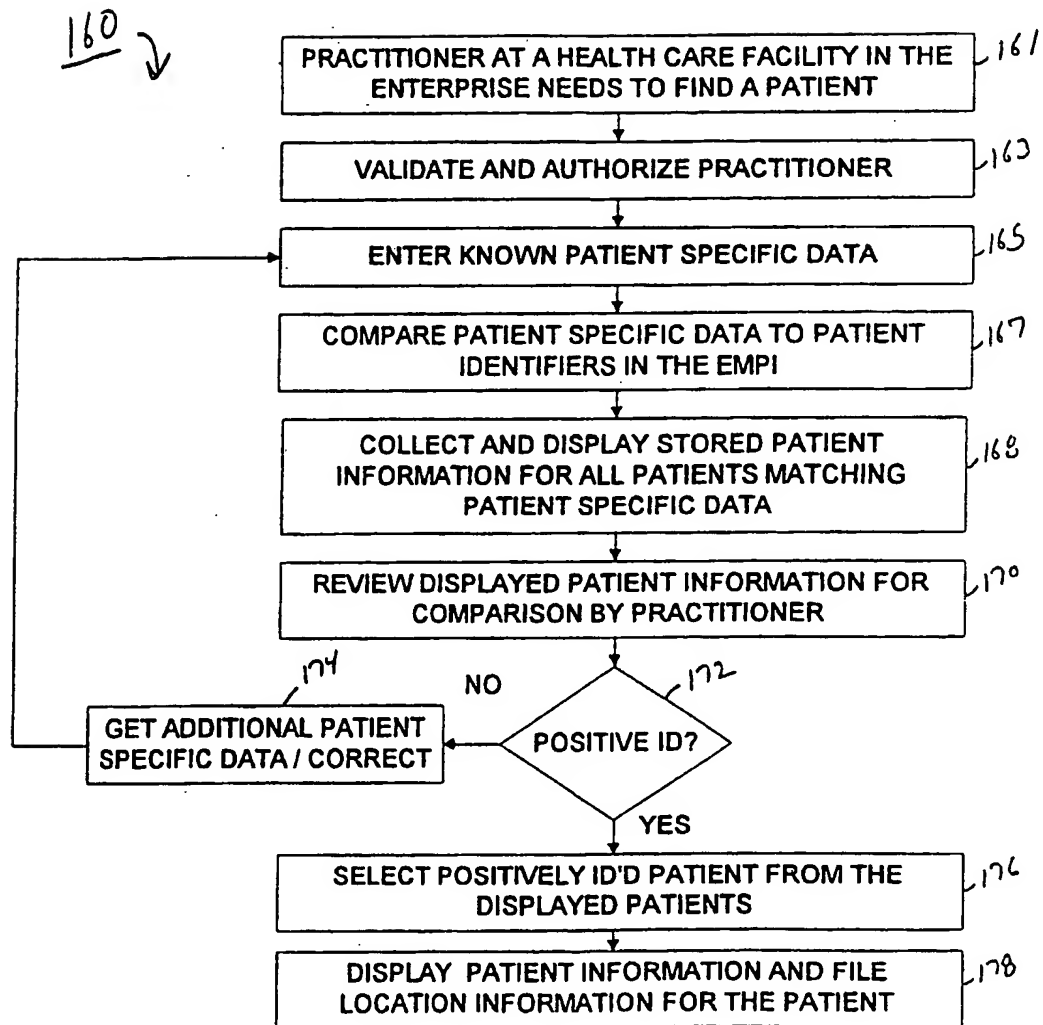 160
PRACTITIONER AT A HEALTH CARE FACILITY IN THE
ENTERPRISE NEEDS TO FIND A PATIENT
161
VALIDATE AND AUTHORIZE PRACTITIONER
163
ENTER KNOWN PATIENT SPECIFIC DATA
165
COMPARE PATIENT SPECIFIC DATA TO PATIENT
IDENTIFIERS IN THE EMPI
167
COLLECT AND DISPLAY STORED PATIENT
INFORMATION FOR ALL PATIENTS MATCHING
PATIENT SPECIFIC DATA
168
REVIEW DISPLAYED PATIENT INFORMATION FOR
COMPARISON BY PRACTITIONER
170
POSITIVE ID?
172
NO
GET ADDITIONAL PATIENT
SPECIFIC DATA / CORRECT
174
YES
SELECT POSITIVELY ID'D PATIENT FROM THE
DISPLAYED PATIENTS
176
DISPLAY PATIENT INFORMATION AND FILE
LOCATION INFORMATION FOR THE PATIENT
178